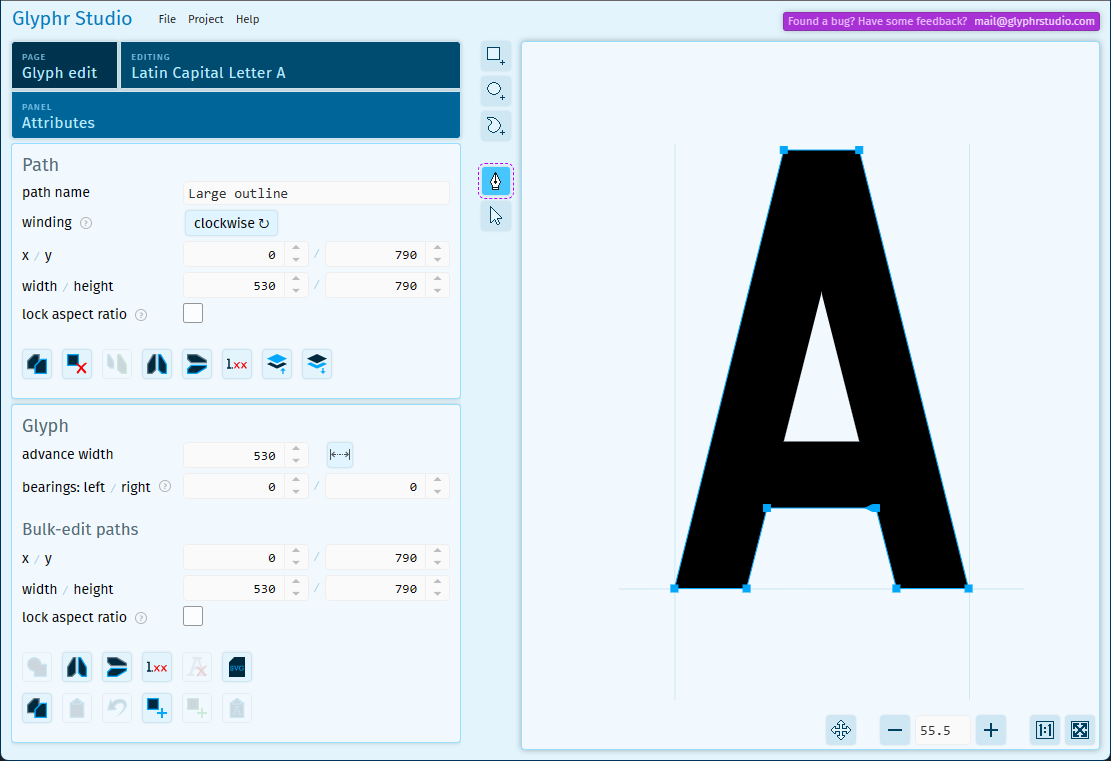 Glyphr Studio File Project Help Found a bug? Have some feedback? mail@glyphrstudio.com
PAGE EDITING
Glyph edit Latin Capital Letter A
PANEL
Attributes
Path
path name Large outline
winding ? clockwise ↻
x / y 0 / 790
width / height 530 / 790
lock aspect ratio ?
1.xx
Glyph
advance width 530
bearings: left / right ? 0 / 0
Bulk-edit paths
x / y 0 / 790
width / height 530 / 790
lock aspect ratio ?
1.xx A SVG
A
A
55.5 1:1